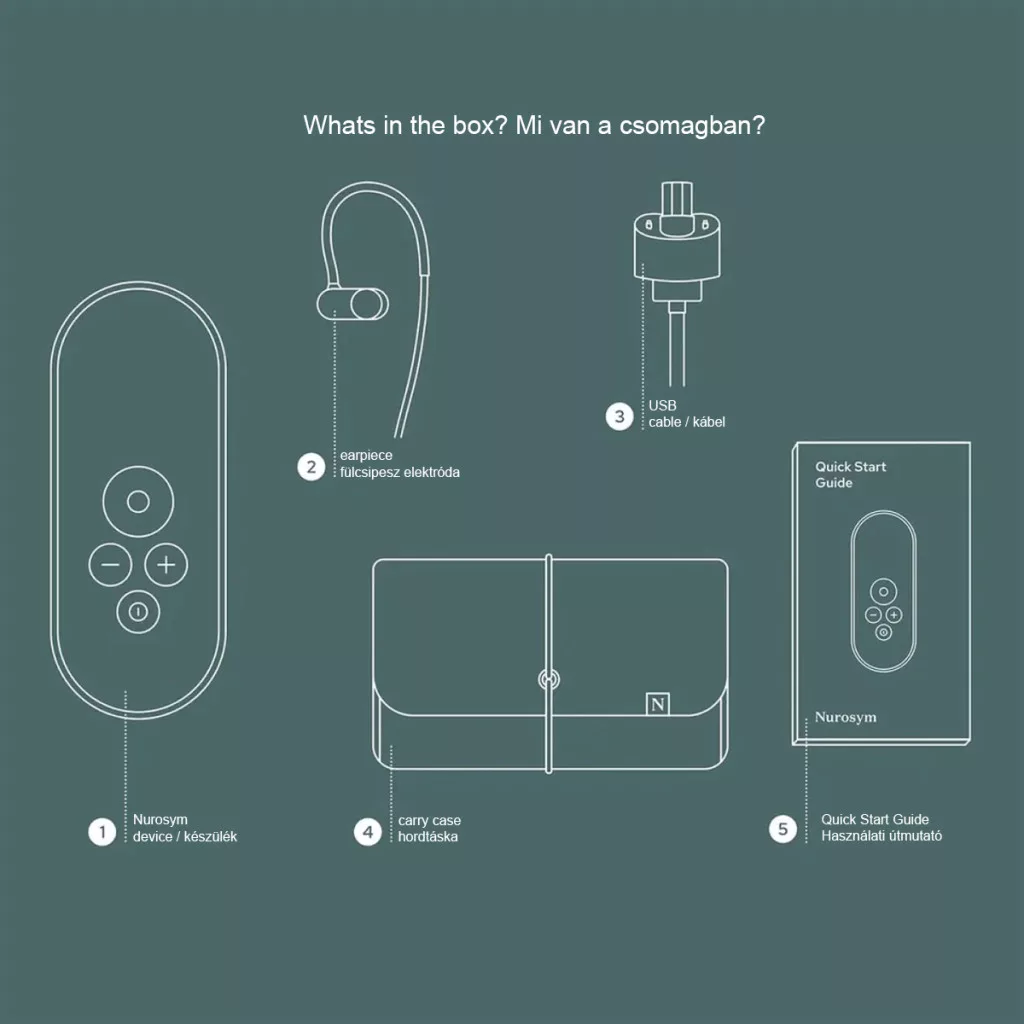 Whats in the box? Mi van a csomagban?
2
earpiece
fülcsipesz elektróda
3
USB
cable / kábel
Quick Start
Guide
Nurosym
N
1
Nurosym
device / készülék
4
carry case
hordtáska
5
Quick Start Guide
Használati útmutató